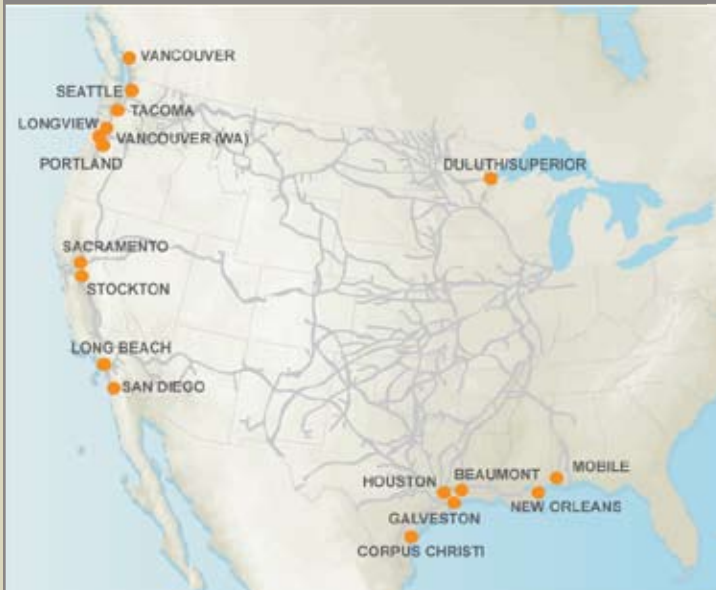 VANCOUVER
SEATTLE
TACOMA
LONGVIEW
VANCOUVER (WA)
PORTLAND
DULUTH/SUPERIOR
SACRAMENTO
STOCKTON
LONG BEACH
SAN DIEGO
HOUSTON
BEAUMONT
MOBILE
GALVESTON
NEW ORLEANS
CORPUS CHRISTI